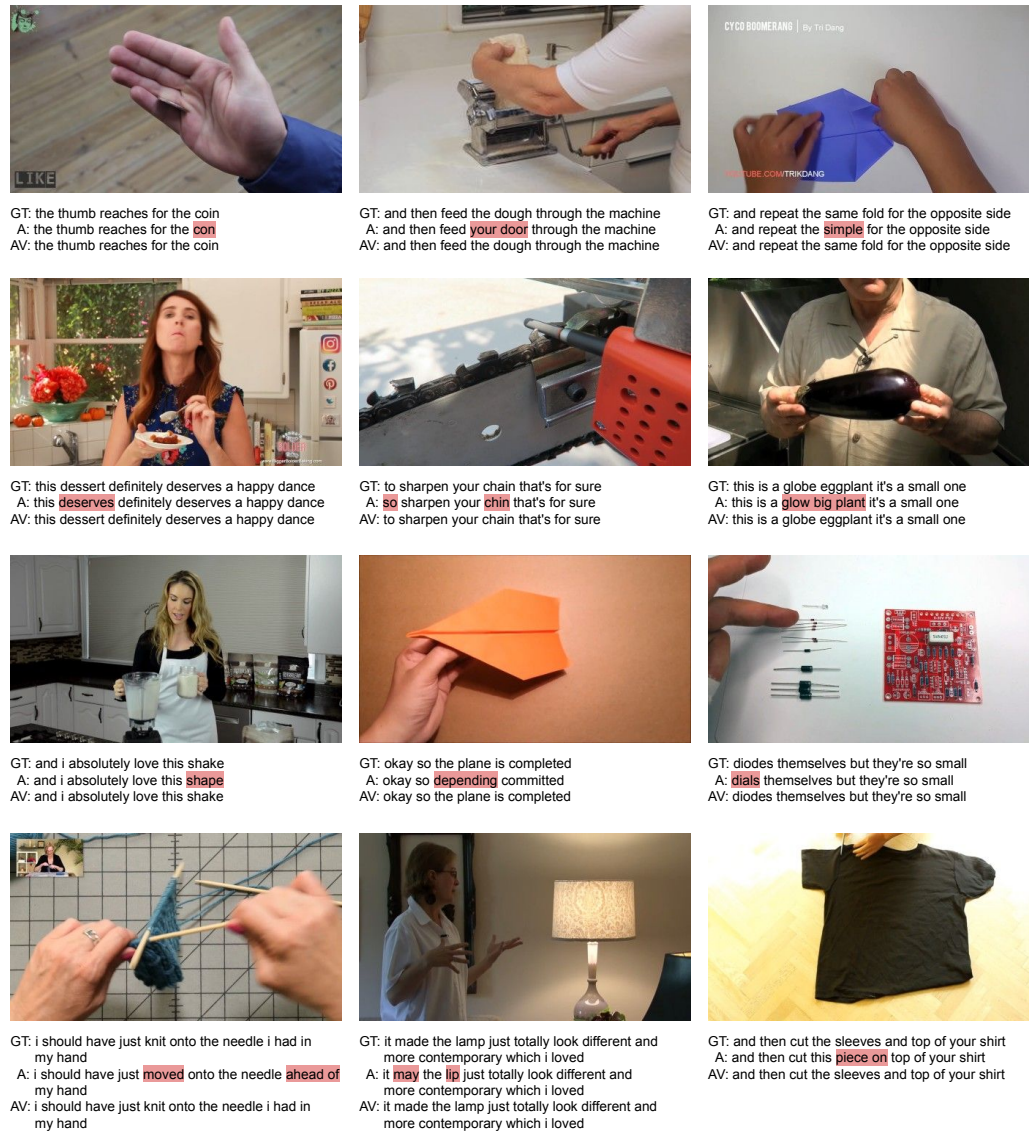 LIKE
GT: the thumb reaches for the coin
A: the thumb reaches for the con
AV: the thumb reaches for the coin
GT: and then feed the dough through the machine
A: and then feed your door through the machine
AV: and then feed the dough through the machine
CYCO BOOMERANG | By Tri Dang
YOUTUBE.COM/TRIKDANG
GT: and repeat the same fold for the opposite side
A: and repeat the simple for the opposite side
AV: and repeat the same fold for the opposite side
GT: this dessert definitely deserves a happy dance
A: this deserves definitely deserves a happy dance
AV: this dessert definitely deserves a happy dance
GT: to sharpen your chain that's for sure
A: so sharpen your chin that's for sure
AV: to sharpen your chain that's for sure
GT: this is a globe eggplant it's a small one
A: this is a glow big plant it's a small one
AV: this is a globe eggplant it's a small one
GT: and i absolutely love this shake
A: and i absolutely love this shape
AV: and i absolutely love this shake
GT: okay so the plane is completed
A: okay so depending committed
AV: okay so the plane is completed
GT: diodes themselves but they're so small
A: dials themselves but they're so small
AV: diodes themselves but they're so small
GT: i should have just knit onto the needle i had in
my hand
A: i should have just moved onto the needle ahead of
my hand
AV: i should have just knit onto the needle i had in
my hand
GT: it made the lamp just totally look different and
more contemporary which i loved
A: it may the lip just totally look different and
more contemporary which i loved
AV: it made the lamp just totally look different and
more contemporary which i loved
GT: and then cut the sleeves and top of your shirt
A: and then cut this piece on top of your shirt
AV: and then cut the sleeves and top of your shirt